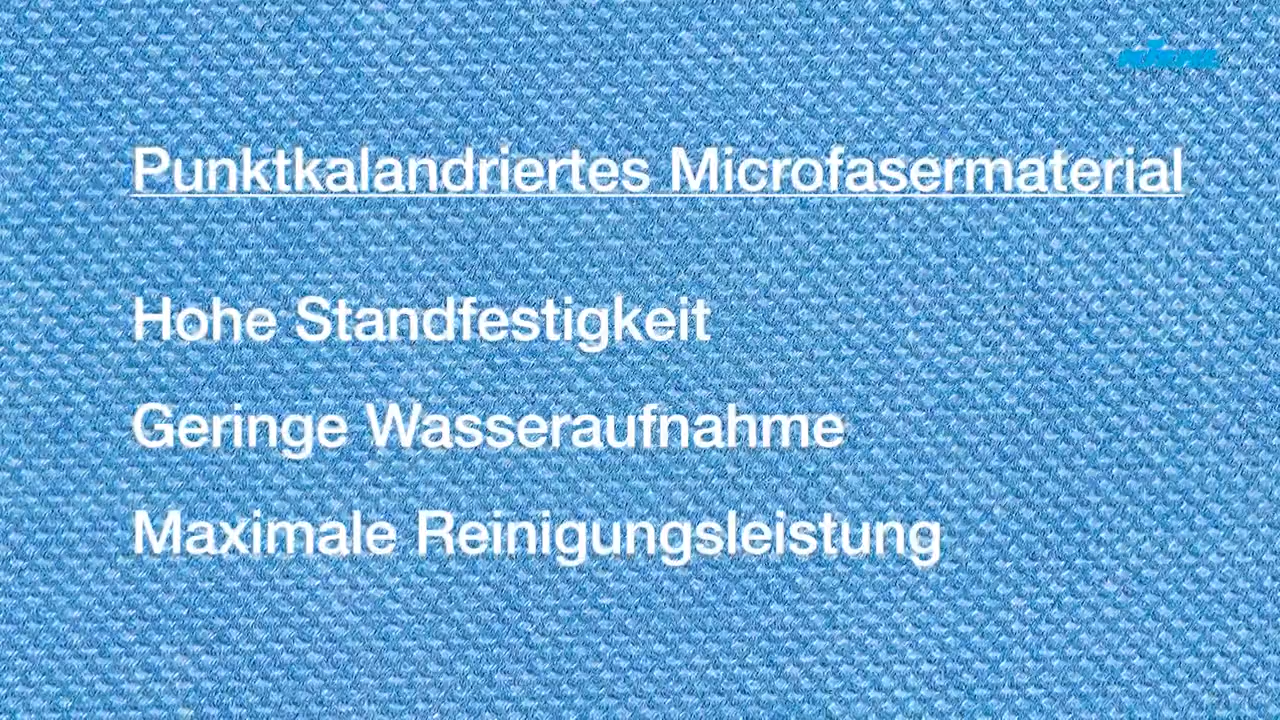 Punktkalandriertes Microfasermaterial
Hohe Standfestigkeit
Geringe Wasseraufnahme
Maximale Reinigungsleistung